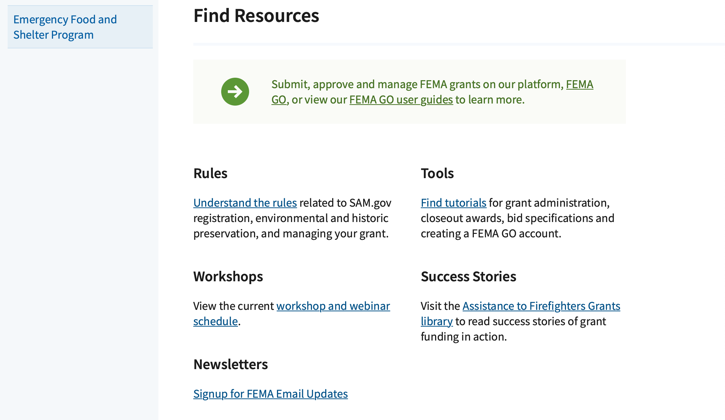 Emergency Food and
Shelter Program
Find Resources
Submit, approve and manage FEMA grants on our platform, FEMA
GO, or view our FEMA GO user guides to learn more.
Rules
Understand the rules related to SAM.gov
registration, environmental and historic
preservation, and managing your grant.
Tools
Find tutorials for grant administration,
closeout awards, bid specifications and
creating a FEMA GO account.
Workshops
View the current workshop and webinar
schedule.
Success Stories
Visit the Assistance to Firefighters Grants
library to read success stories of grant
funding in action.
Newsletters
Signup for FEMA Email Updates